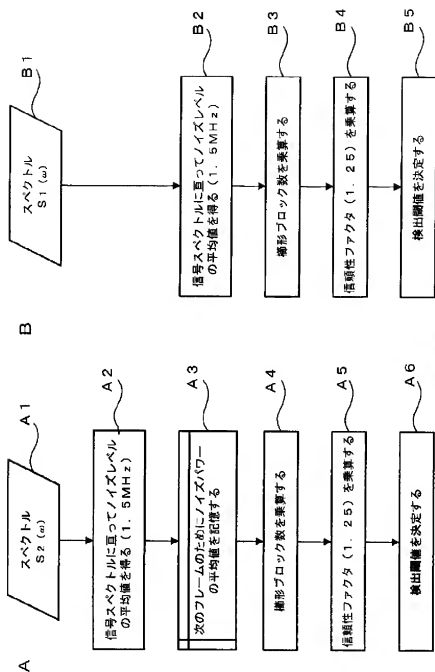 A
スペクトル
S2 (ω)
A1
信号スペクトルに亘ってノイズレベル
の平均値を得る (1. 5MHz)
A2
次のフレームのためにノイズパワー
の平均値を記憶する
A3
櫛形ブロック数を乗算する
A4
信頼性ファクタ (1. 25) を乗算する
A5
検出閾値を決定する
A6
B
スペクトル
S1 (ω)
B1
信号スペクトルに亘ってノイズレベル
の平均値を得る (1. 5MHz)
B2
櫛形ブロック数を乗算する
B3
信頼性ファクタ (1. 25) を乗算する
B4
検出閾値を決定する
B5